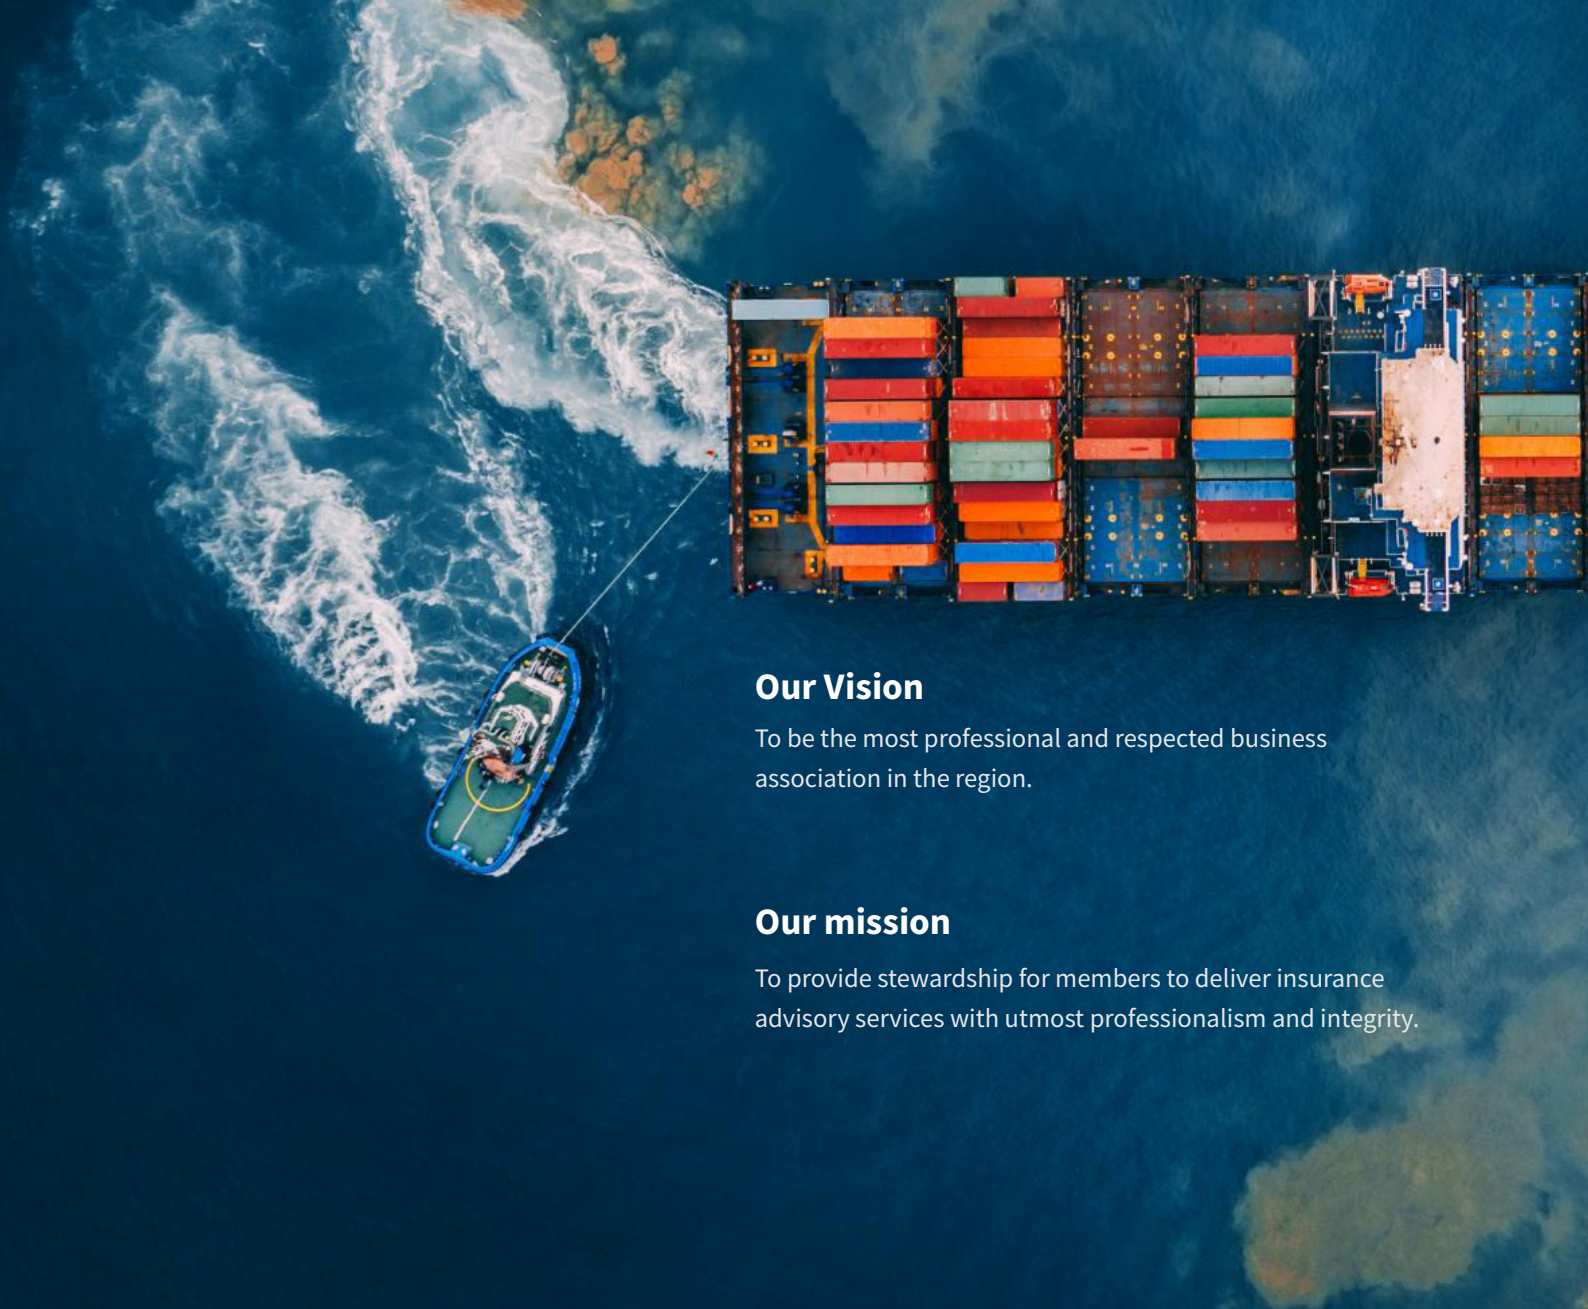 Our Vision
To be the most professional and respected business
association in the region.
Our mission
To provide stewardship for members to deliver insurance
advisory services with utmost professionalism and integrity.